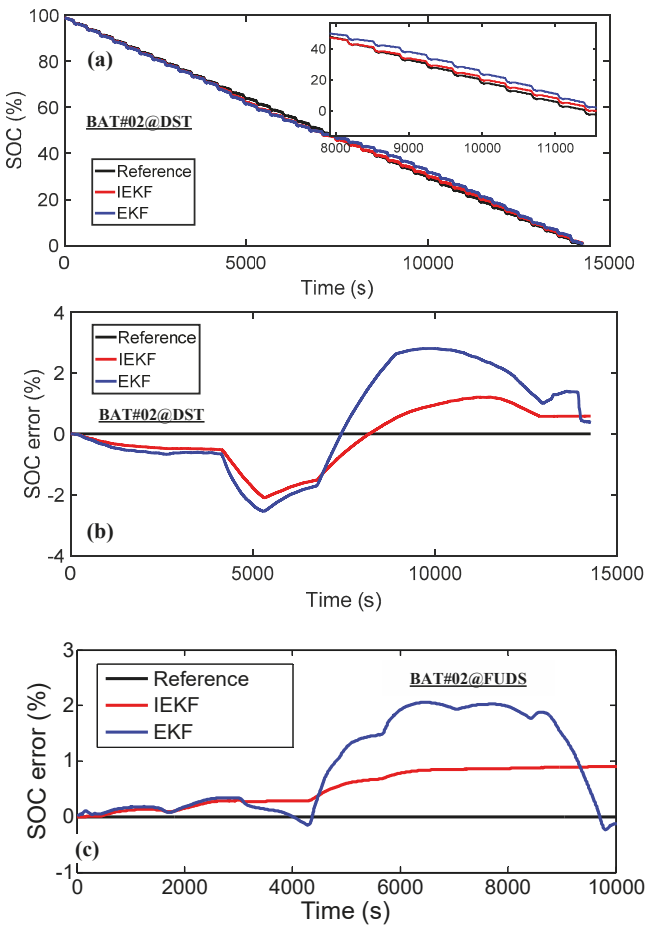 100
80
60
40
20
0
SOC (%)
(a)
BAT#02@DST
Reference
IEKF
EKF
40
20
0
8000 9000 10000 11000
0 5000 10000 15000
Time (s)
4
2
0
-2
-4
SOC error (%)
Reference
IEKF
EKF
BAT#02@DST
(b)
0 5000 10000 15000
Time (s)
3
2
1
0
-1
SOC error (%)
Reference
IEKF
EKF
BAT#02@FUDS
(c)
0 2000 4000 6000 8000 10000
Time (s)